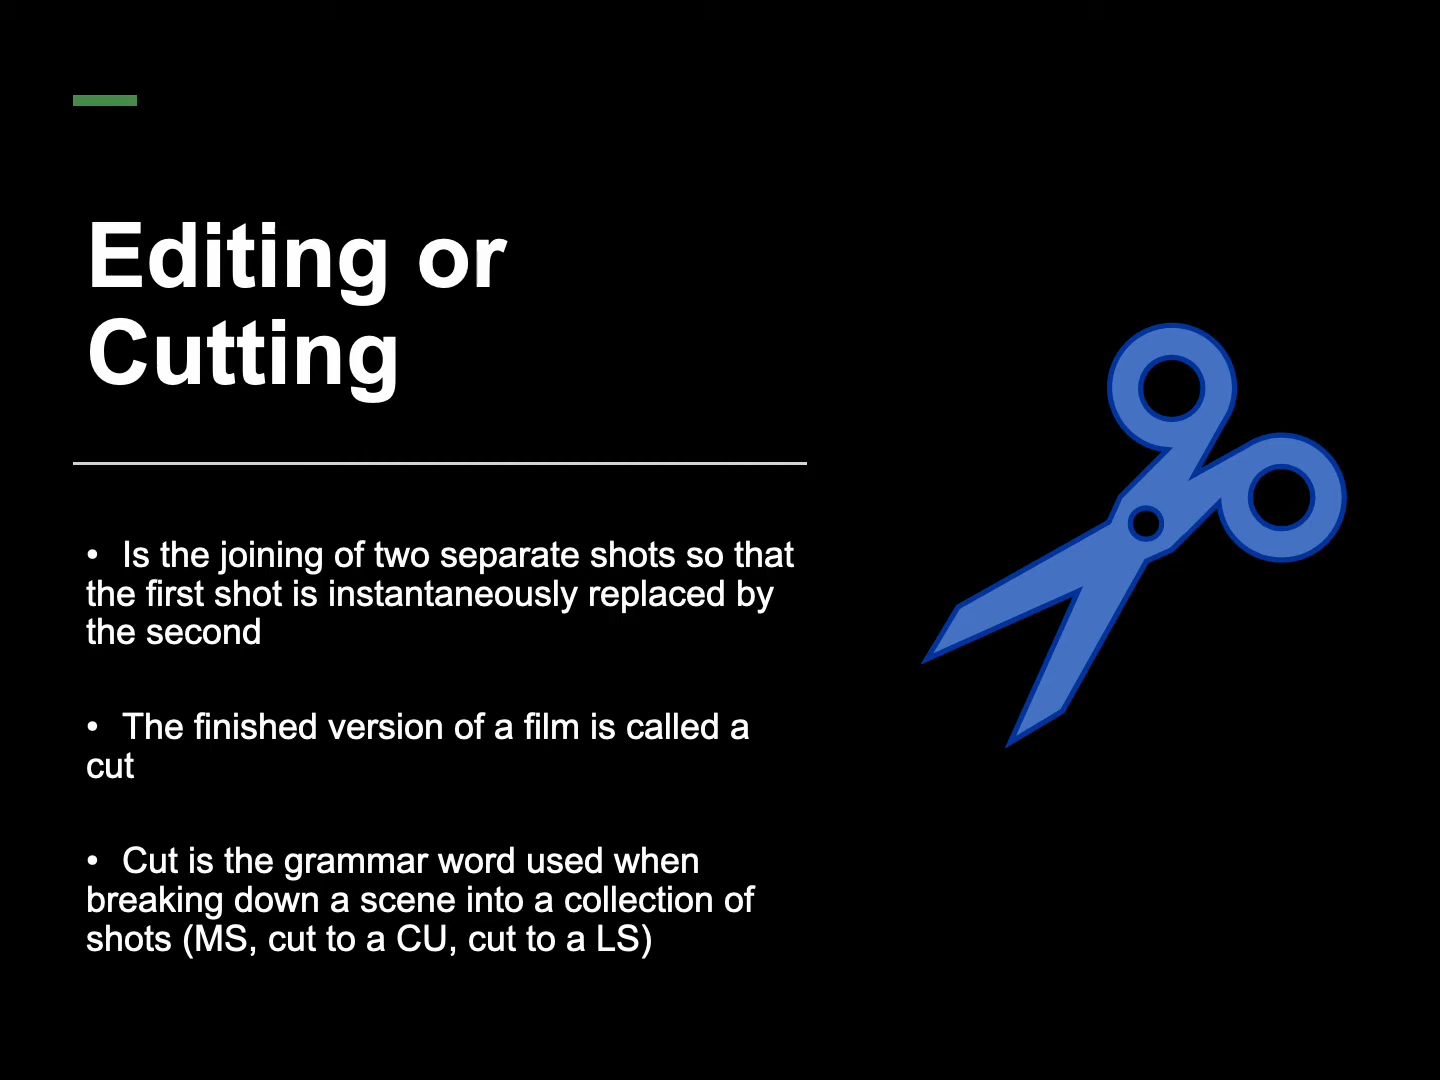 Editing or
Cutting
• Is the joining of two separate shots so that
the first shot is instantaneously replaced by
the second
• The finished version of a film is called a
cut
• Cut is the grammar word used when
breaking down a scene into a collection of
shots (MS, cut to a CU, cut to a LS)